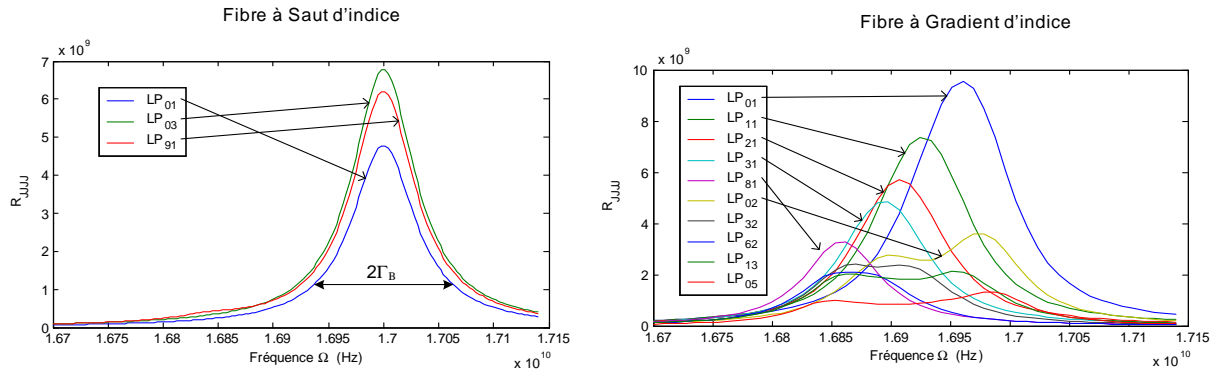 Fibre à Saut d'indice
x 10^9
7
6
5
4
3
2
1
0
R_JJJJ
LP_01
LP_03
LP_91
2Γ_B
1.67 1.675 1.68 1.685 1.69 1.695 1.7 1.705 1.71 1.715
Fréquence Ω (Hz)
x 10^10
Fibre à Gradient d'indice
x 10^9
10
8
6
4
2
0
R_JJJJ
LP_01
LP_11
LP_21
LP_31
LP_81
LP_02
LP_32
LP_62
LP_13
LP_05
1.67 1.675 1.68 1.685 1.69 1.695 1.7 1.705 1.71 1.715
Fréquence Ω (Hz)
x 10^10